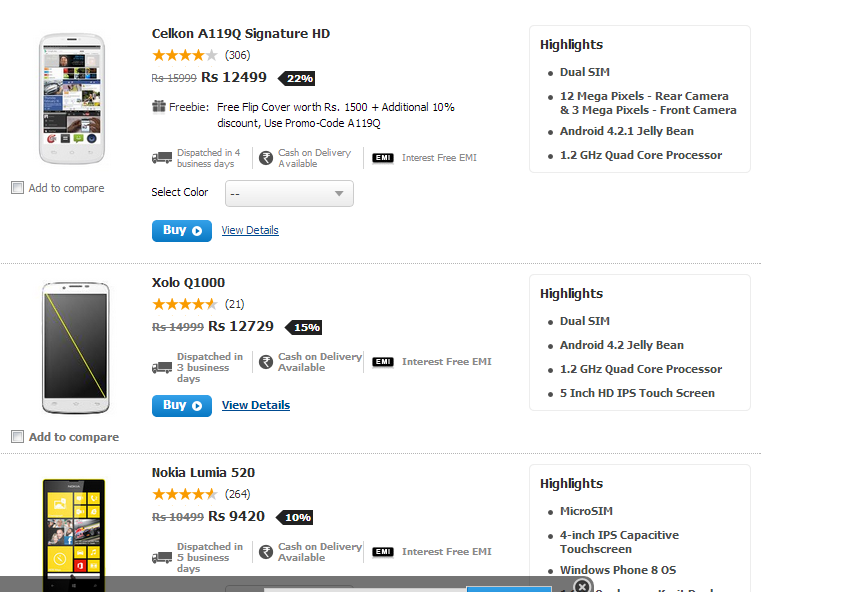 Celkon A119Q Signature HD
(306)
Rs 15999 Rs 12499 22%
Freebie: Free Flip Cover worth Rs. 1500 + Additional 10%
discount, Use Promo-Code A119Q
Dispatched in 4
business days
Cash on Delivery
Available
EMI Interest Free EMI
Add to compare
Select Color --
Buy View Details
Highlights
Dual SIM
12 Mega Pixels - Rear Camera
& 3 Mega Pixels - Front Camera
Android 4.2.1 Jelly Bean
1.2 GHz Quad Core Processor
Xolo Q1000
(21)
Rs 14999 Rs 12729 15%
Dispatched in
3 business
days
Cash on Delivery
Available
EMI Interest Free EMI
Buy View Details
Add to compare
Highlights
Dual SIM
Android 4.2 Jelly Bean
1.2 GHz Quad Core Processor
5 Inch HD IPS Touch Screen
Nokia Lumia 520
(264)
Rs 10499 Rs 9420 10%
Dispatched in
5 business
days
Cash on Delivery
Available
EMI Interest Free EMI
Highlights
MicroSIM
4-inch IPS Capacitive
Touchscreen
Windows Phone 8 OS